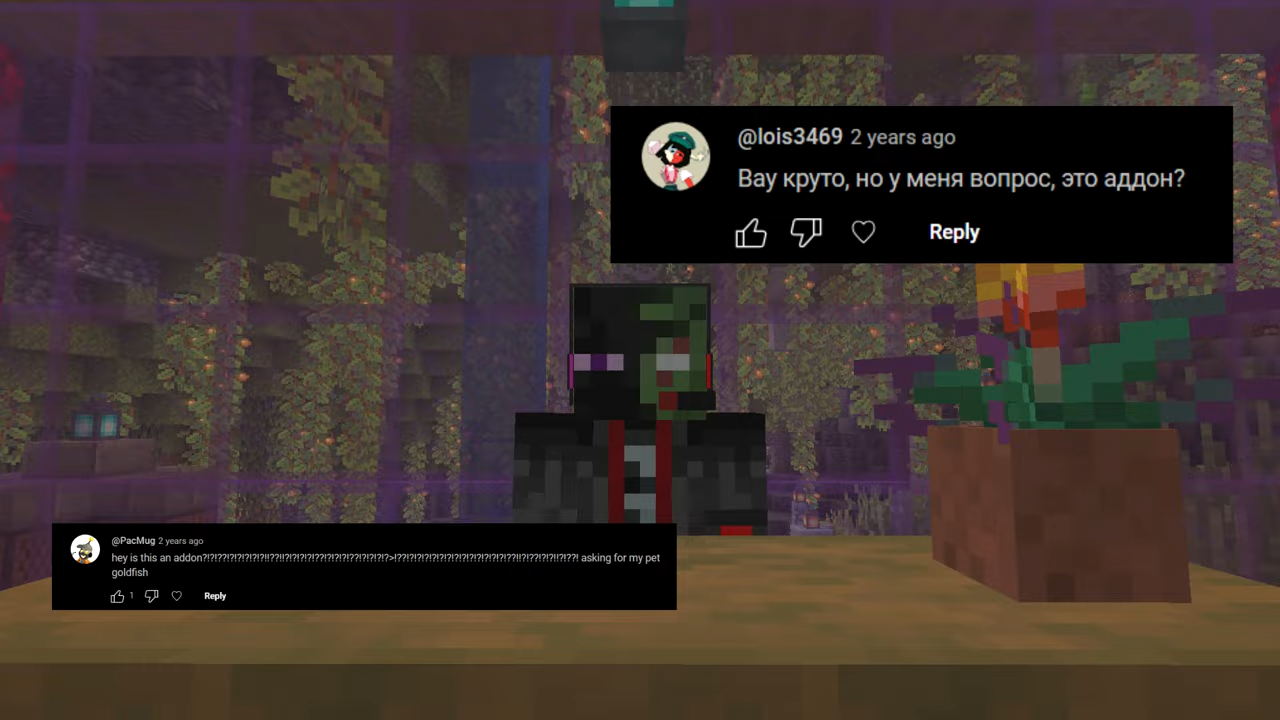 @lois3469 2 years ago
Вау круто, но у меня вопрос, это аддон?
Reply
@PacMug 2 years ago
hey is this an addon?!?!??!?!?!?!?!?!!??!!?!?!?!?!??!?!?!?!??!?!?!?!?>!??!?!?!?!?!?!?!?!?!?!?!?!?!??!!?!??!?!!?!??! asking for my pet
goldfish
1
Reply